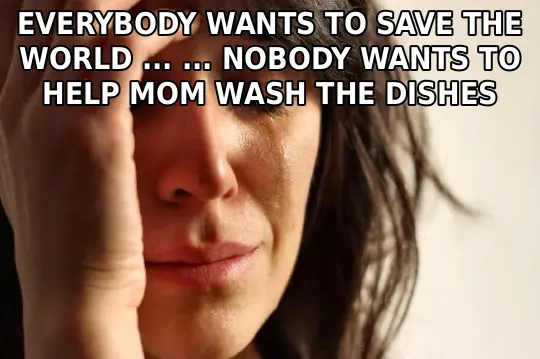 EVERYBODY WANTS TO SAVE THE
WORLD ... ... NOBODY WANTS TO
HELP MOM WASH THE DISHES